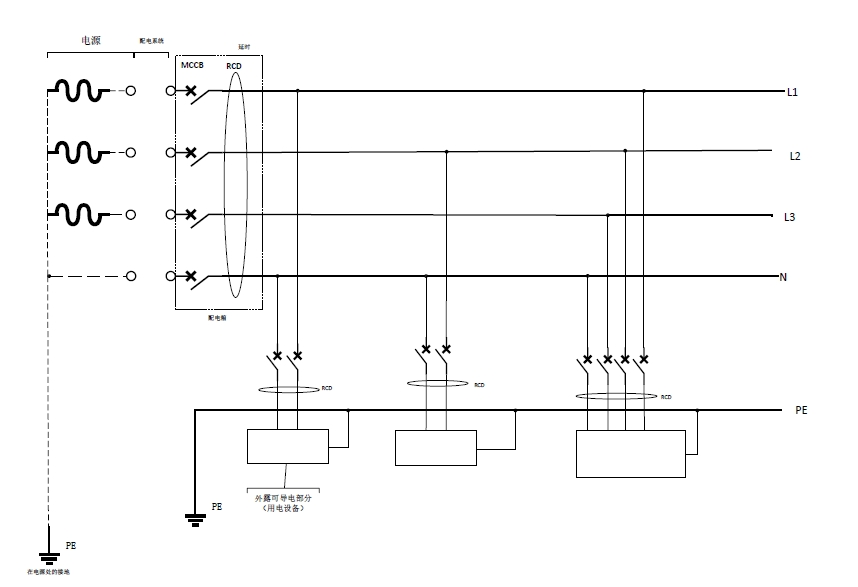 电源
配电系统
延时
MCCB
RCD
L1
L2
L3
N
配电箱
RCD
RCD
RCD
PE
外露可导电部分
（用电设备）
PE
PE
在电源处的接地